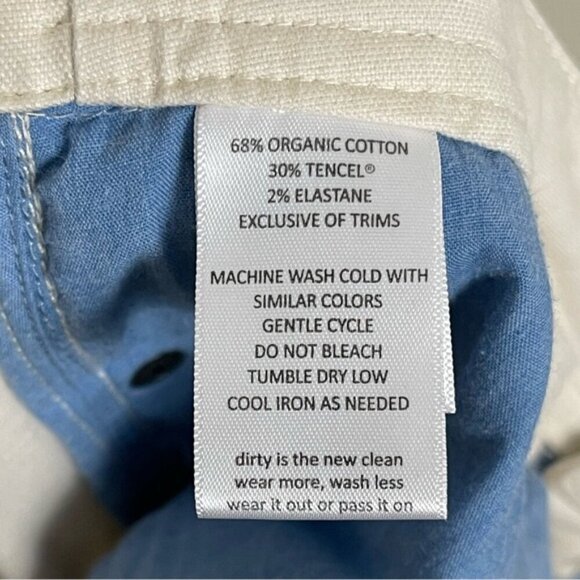 68% ORGANIC COTTON
30% TENCEL®
2% ELASTANE
EXCLUSIVE OF TRIMS
MACHINE WASH COLD WITH
SIMILAR COLORS
GENTLE CYCLE
DO NOT BLEACH
TUMBLE DRY LOW
COOL IRON AS NEEDED
dirty is the new clean
wear more, wash less
wear it out or pass it on